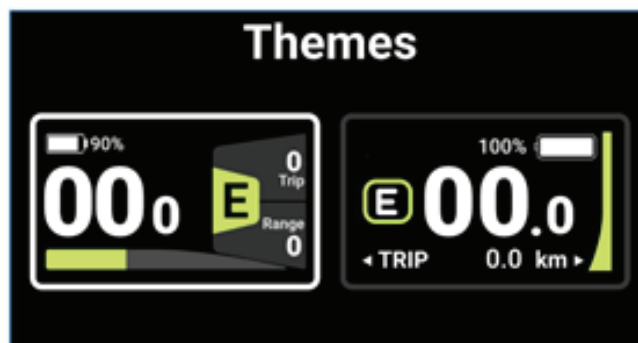 Themes
90%
00 0
E
0
Trip
Range
0
100%
E
00.0
◂ TRIP 0.0 km ▸